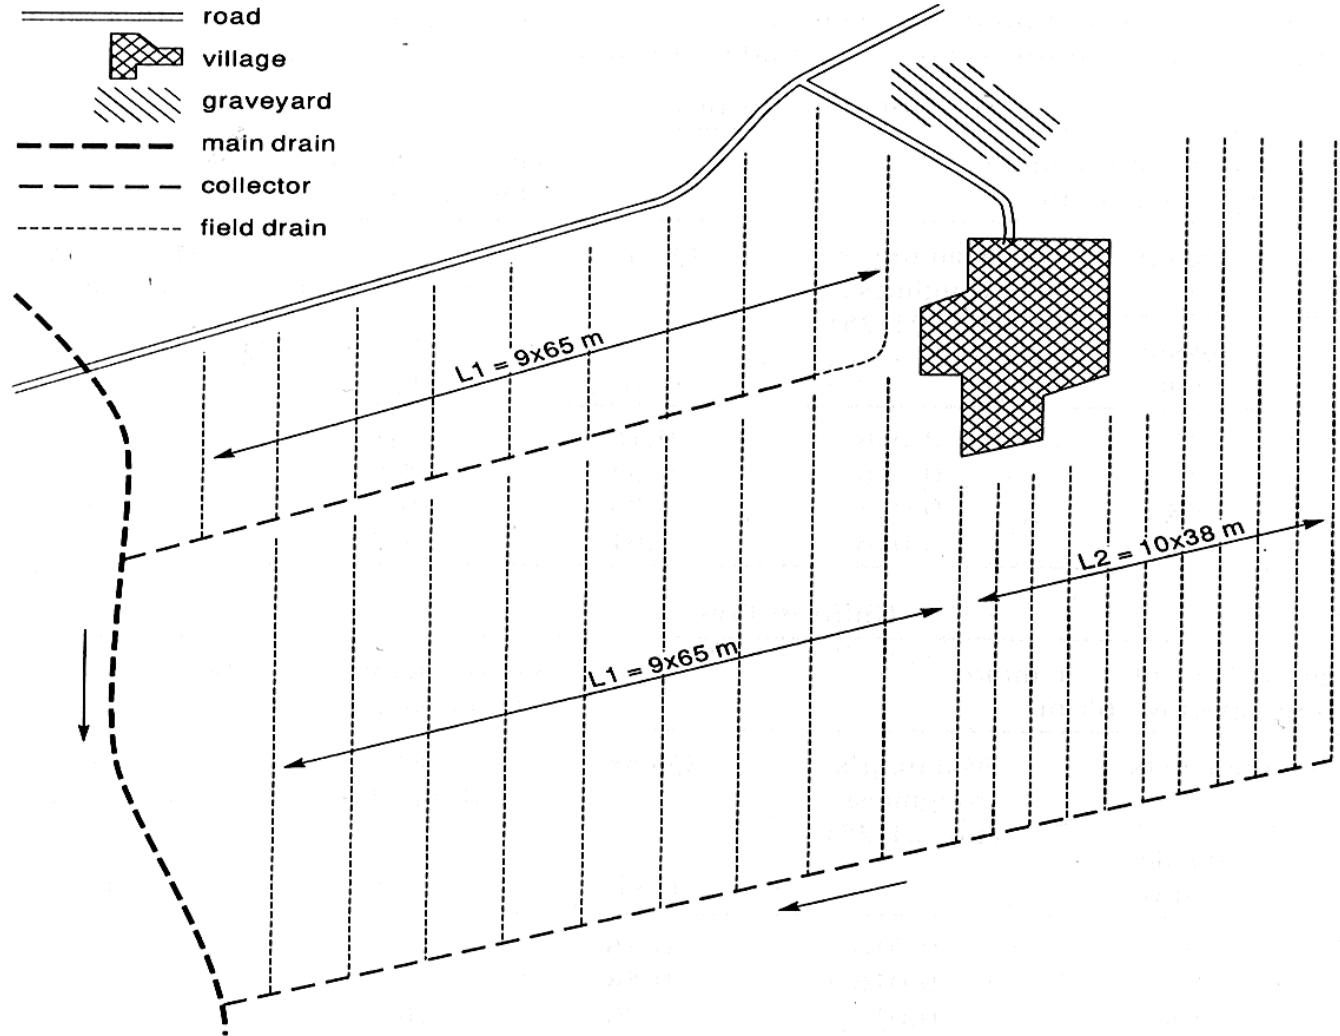 road
village
graveyard
main drain
collector
field drain
L1 = 9x65 m
L2 = 10x38 m
L1 = 9x65 m